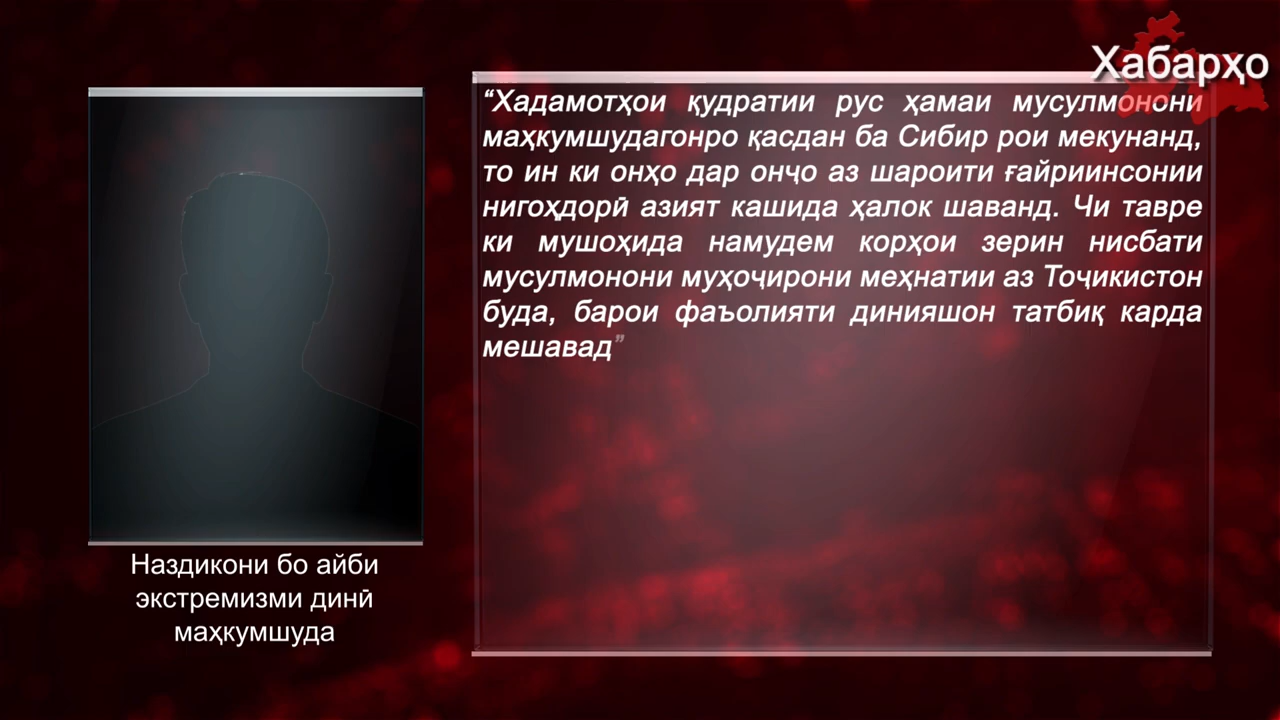 Хабарҳо
“Хадамотҳои қудратии рус ҳамаи мусулмонони
маҳкумшудагонро қасдан ба Сибир рои мекунанд,
то ин ки онҳо дар онҷо аз шароити ғайриинсонии
нигоҳдорӣ азият кашида ҳалок шаванд. Чи тавре
ки мушоҳида намудем корҳои зерин нисбати
мусулмонони муҳоҷирони меҳнатии аз Тоҷикистон
буда, барои фаъолияти динияшон татбиқ карда
мешавад”
Наздикони бо айби
экстремизми динӣ
маҳкумшуда